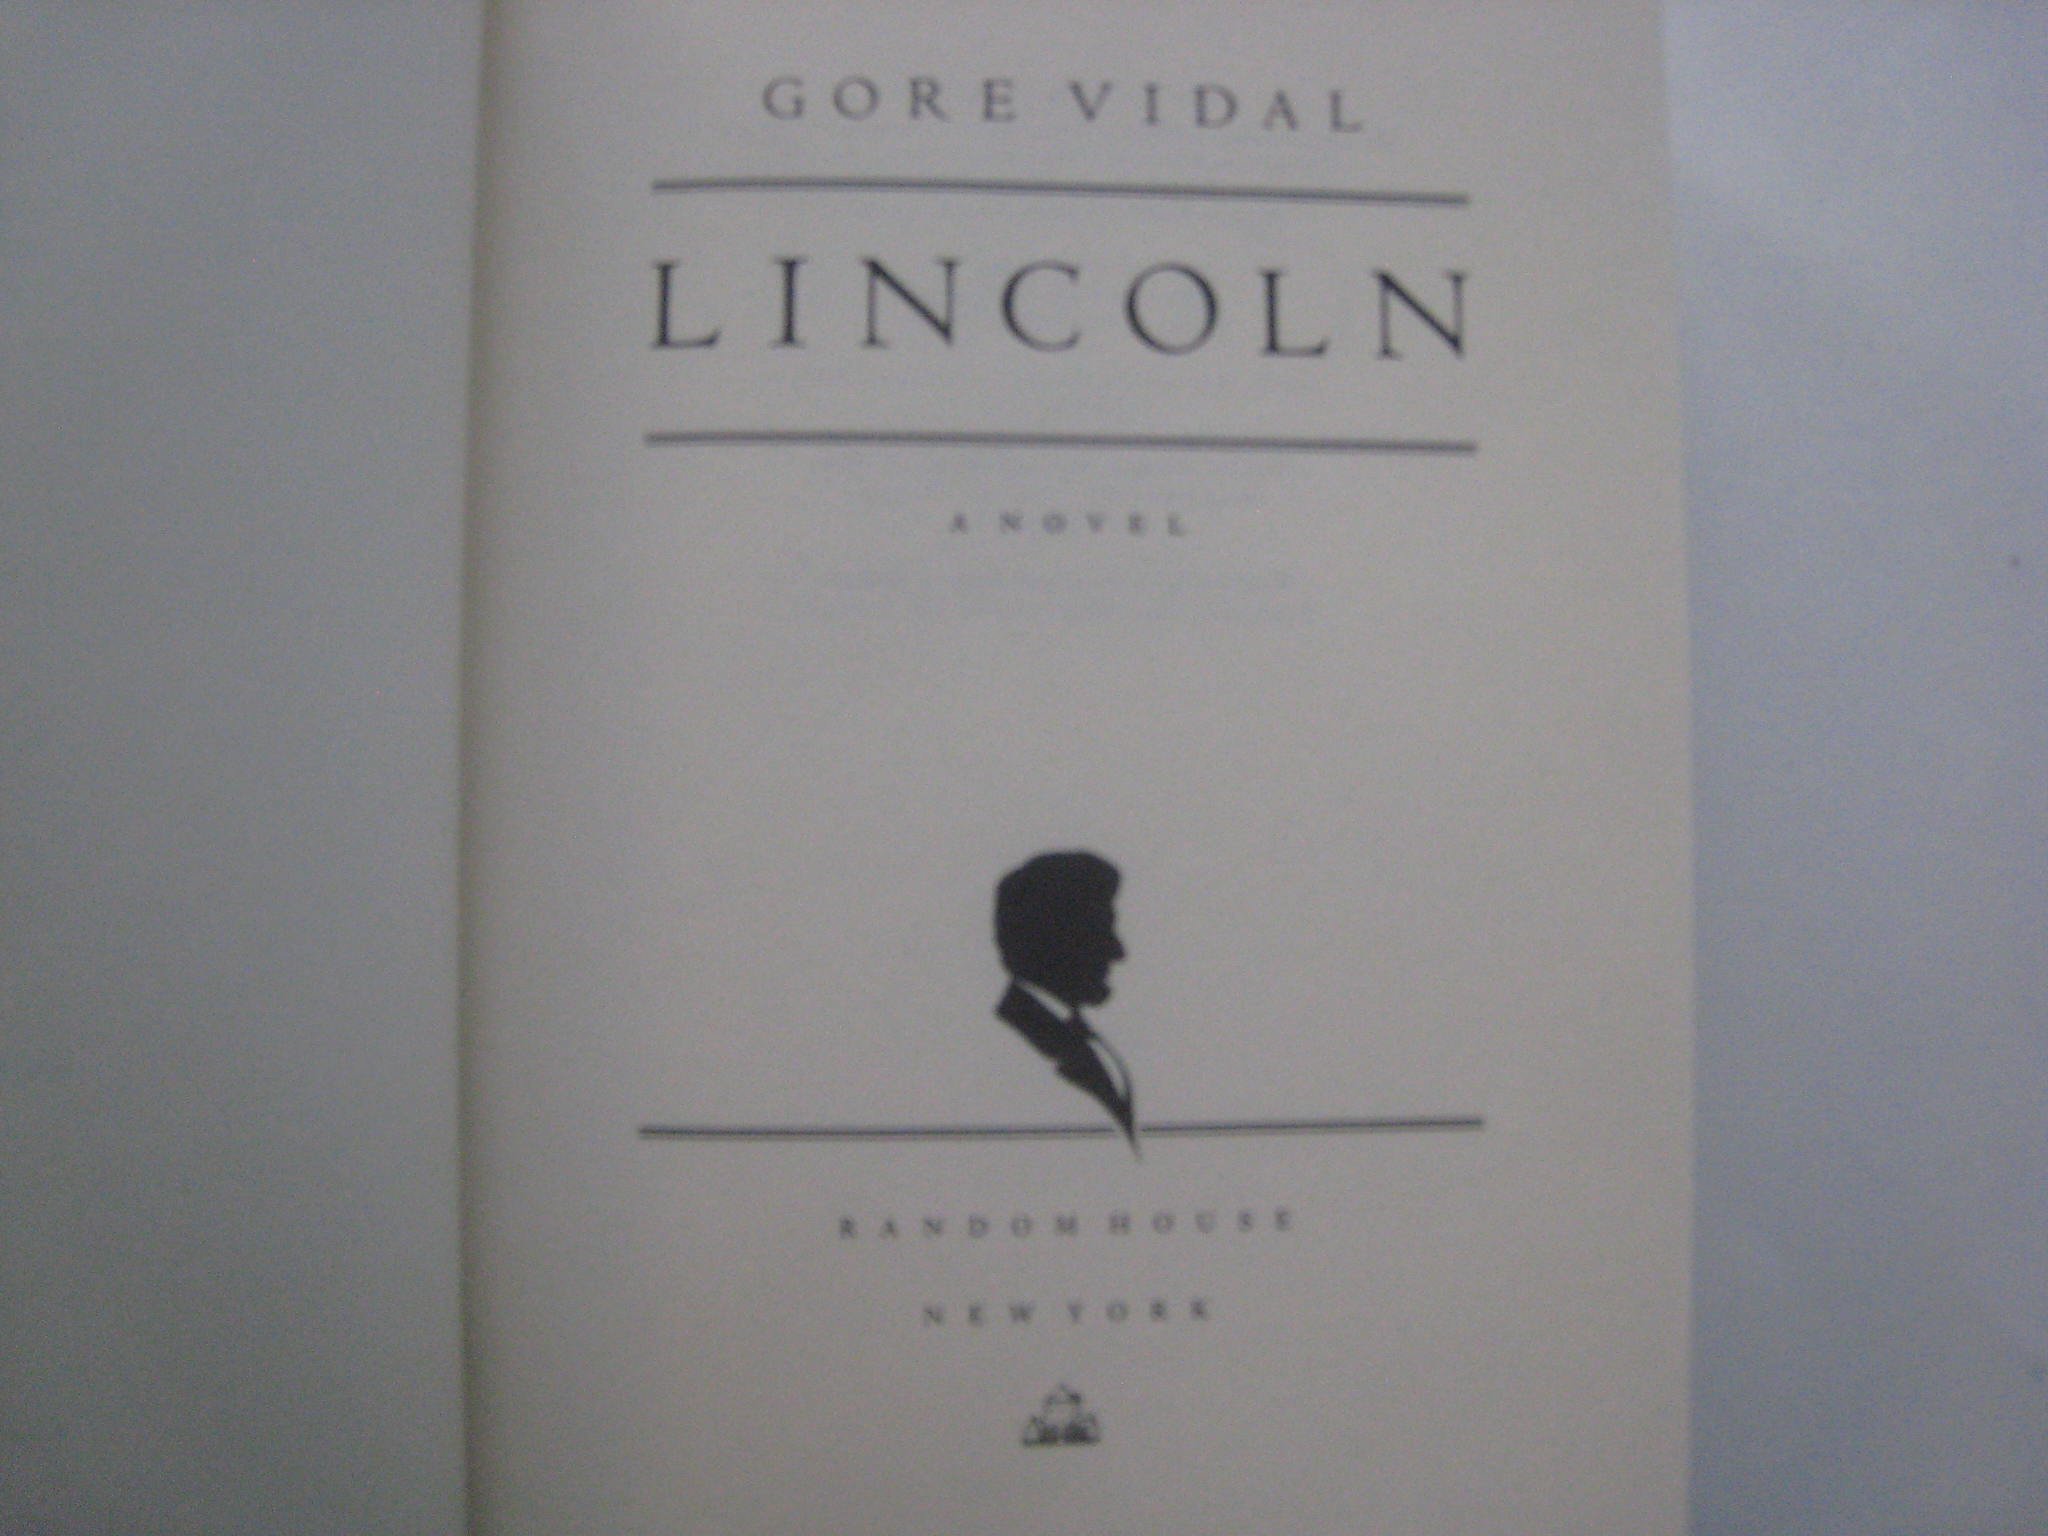 GORE VIDAL
LINCOLN
A NOVEL
RANDOM HOUSE
NEW YORK